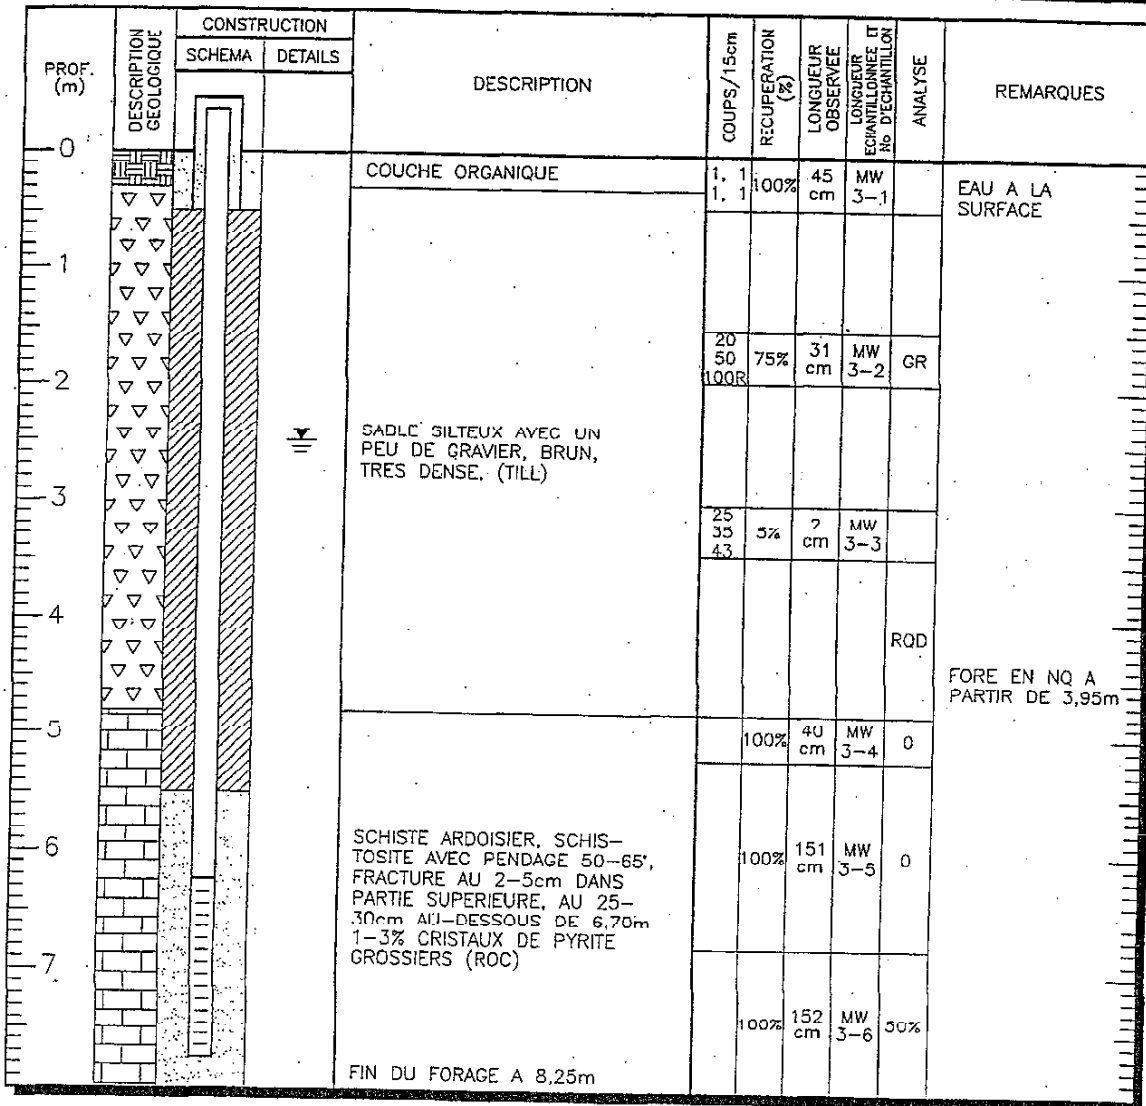 PROF.
(m)
DESCRIPTION
GEOLOGIQUE
CONSTRUCTION
SCHEMA
DETAILS
DESCRIPTION
COUPS/15cm
RECUPERATION
(%)
LONGUEUR
OBSERVEE
LONGUEUR
ECHANTILLONNEE ET
No D'ECHANTILLON
ANALYSE
REMARQUES
0
COUCHE ORGANIQUE
1, 1
1, 1
100%
45
cm
MW
3-1
EAU A LA
SURFACE
1
20
50
100R
75%
31
cm
MW
3-2
GR
2
SABLE SILTEUX AVEC UN
PEU DE GRAVIER, BRUN,
TRES DENSE, (TILL)
3
25
35
43
5%
cm
MW
3-3
4
RQD
FORE EN NQ A
PARTIR DE 3,95m
5
100%
40
cm
MW
3-4
0
6
SCHISTE ARDOISIER, SCHIS-
TOSITE AVEC PENDAGE 50-65°,
FRACTURE AU 2-5cm DANS
PARTIE SUPERIEURE, AU 25-
30cm AU-DESSOUS DE 6,70m
1-3% CRISTAUX DE PYRITE
GROSSIERS (ROC)
100%
151
cm
MW
3-5
0
7
100%
152
cm
MW
3-6
50%
FIN DU FORAGE A 8,25m